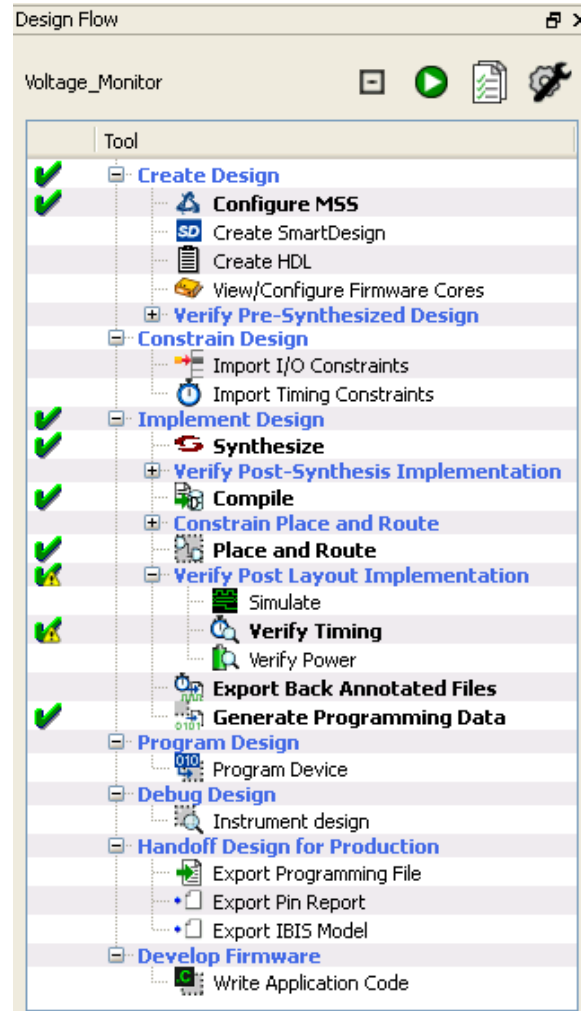 Design Flow
Voltage_Monitor
Tool
Create Design
Configure MSS
SD Create SmartDesign
Create HDL
View/Configure Firmware Cores
Verify Pre-Synthesized Design
Constrain Design
Import I/O Constraints
Import Timing Constraints
Implement Design
Synthesize
Verify Post-Synthesis Implementation
Compile
Constrain Place and Route
Place and Route
Verify Post Layout Implementation
Simulate
Verify Timing
Verify Power
Export Back Annotated Files
0101 Generate Programming Data
Program Design
010 Program Device
Debug Design
Instrument design
Handoff Design for Production
Export Programming File
Export Pin Report
Export IBIS Model
Develop Firmware
.C Write Application Code